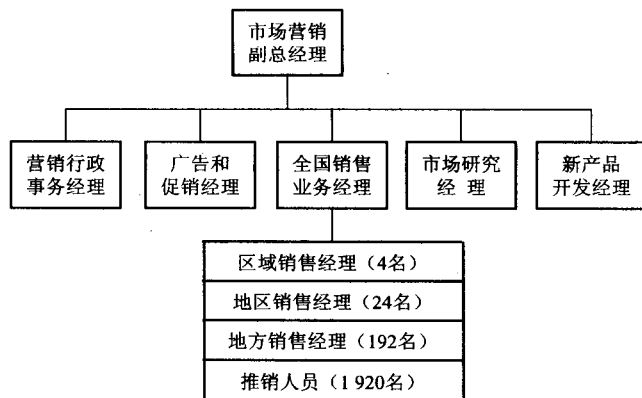 市场营销
副总经理
营销行政
事务经理
广告和
促销经理
全国销售
业务经理
市场研究
经 理
新产品
开发经理
区域销售经理（4名）
地区销售经理（24名）
地方销售经理（192名）
推销人员（1 920名）